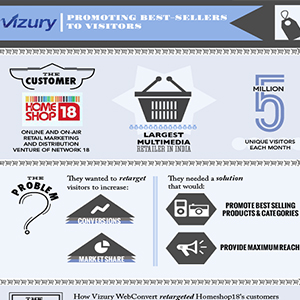 Vizury
PROMOTING BEST-SELLERS
TO VISITORS
THE
CUSTOMER
HOME
SHOP 18
ONLINE AND ON-AIR
RETAIL MARKETING
AND DISTRIBUTION
VENTURE OF NETWORK 18
LARGEST
MULTIMEDIA
RETAILER IN INDIA
5
MILLION
UNIQUE VISITORS
EACH MONTH
THE
PROBLEM
?
They wanted to retarget
visitors to increase:
CONVERSIONS
MARKET SHARE
They needed a solution
that would:
PROMOTE BEST SELLING
PRODUCTS & CATEGORIES
PROVIDE MAXIMUM REACH
THE
How Vizury WebConvert retargeted Homeshop18's customers